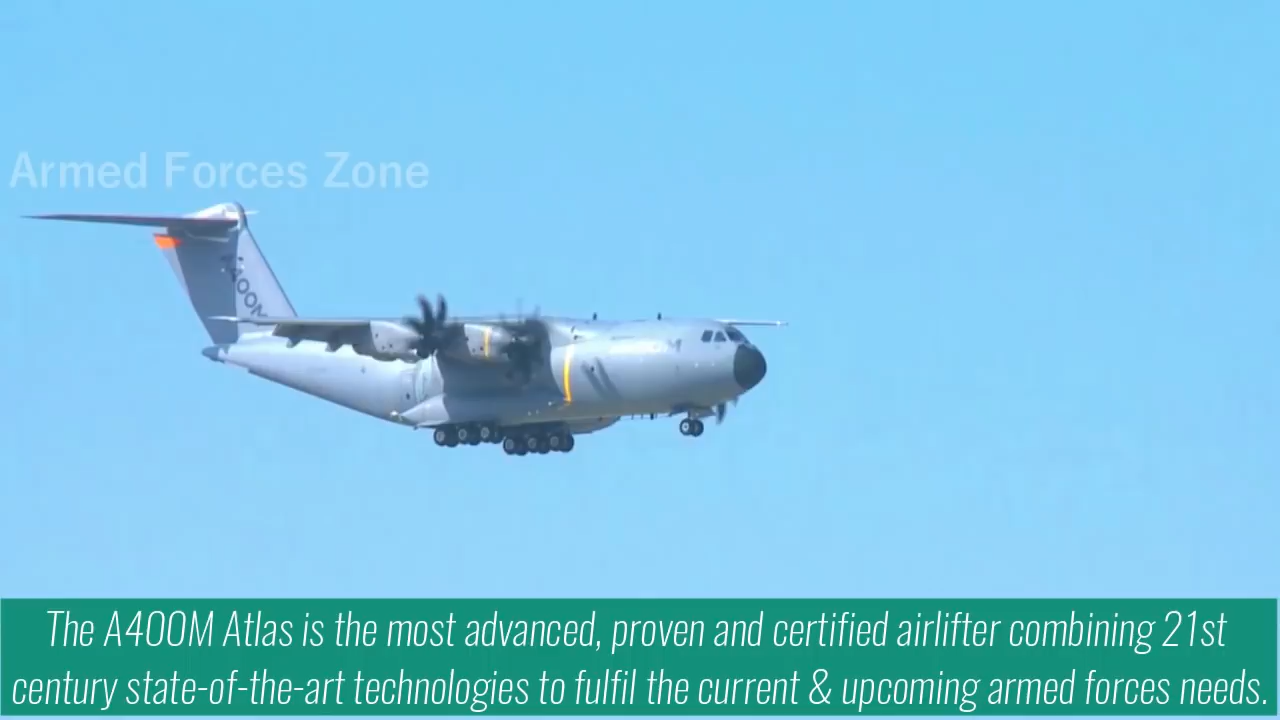 Armed Forces Zone
A400M
The A400M Atlas is the most advanced, proven and certified airlifter combining 21st
century state-of-the-art technologies to fulfil the current & upcoming armed forces needs.